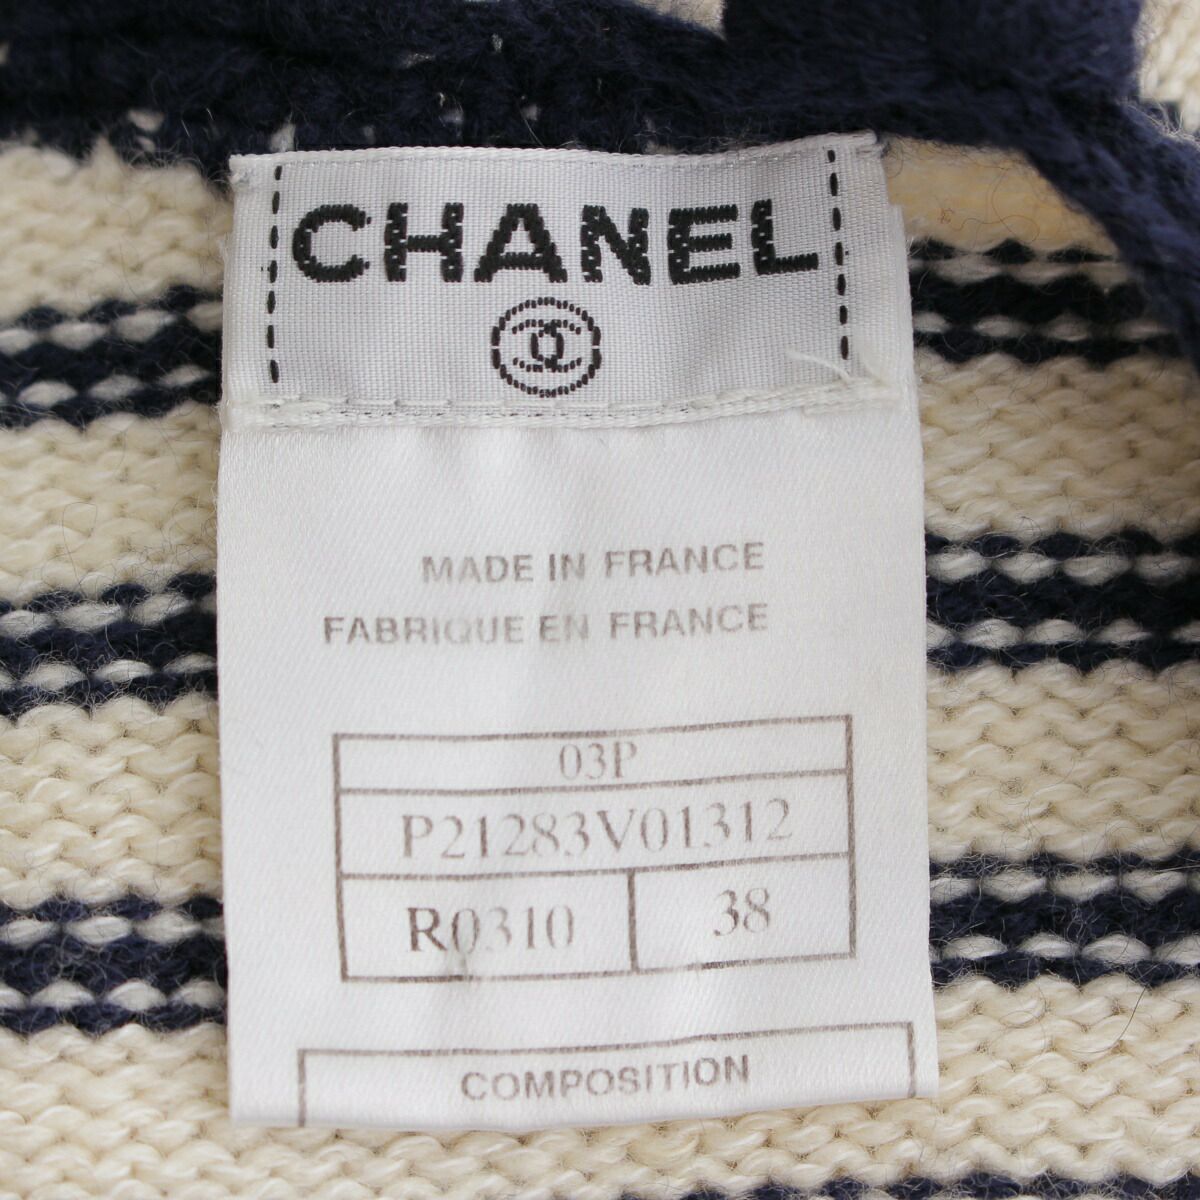 CHANEL
MADE IN FRANCE
FABRIQUE EN FRANCE
03P
P21283V01312
R0310 38
COMPOSITION